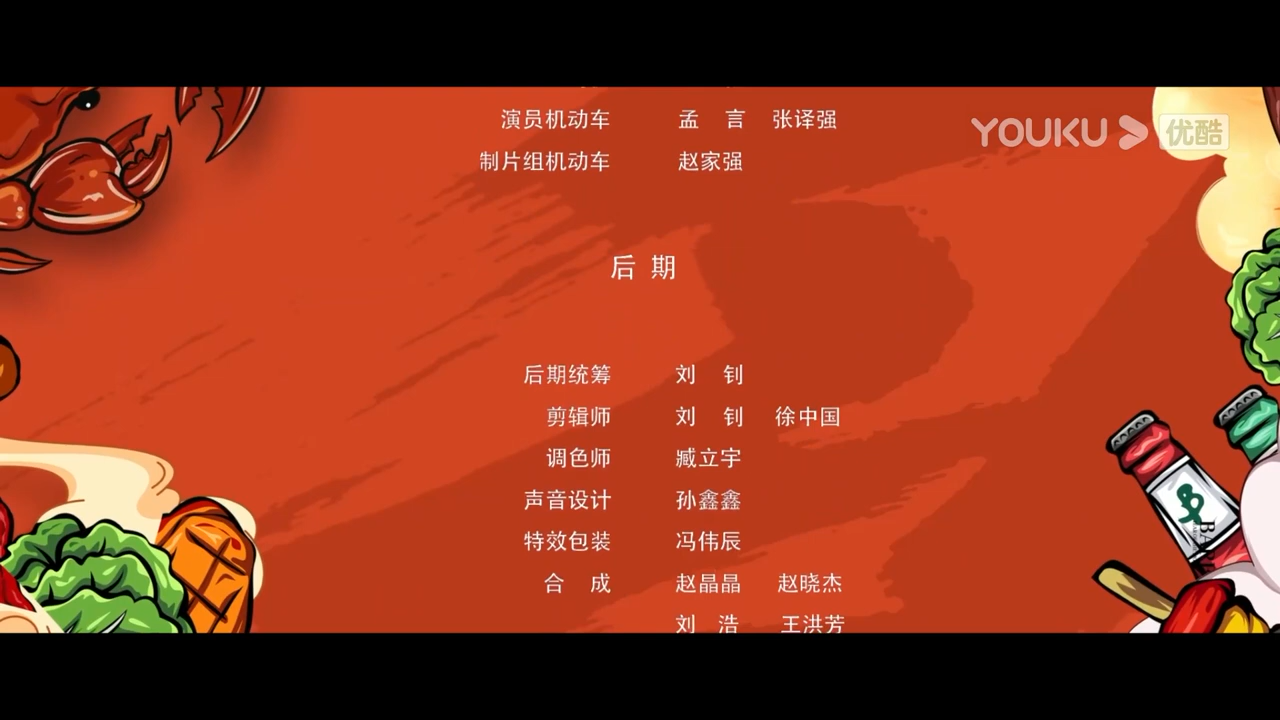 演员机动车 孟 言 张译强
YOUKU 优酷
制片组机动车 赵家强
后 期
后期统筹 刘 钊
剪辑师 刘 钊 徐中国
调色师 臧立宇
声音设计 孙鑫鑫
特效包装 冯伟辰
合 成 赵晶晶 赵晓杰
刘 浩 王洪芳